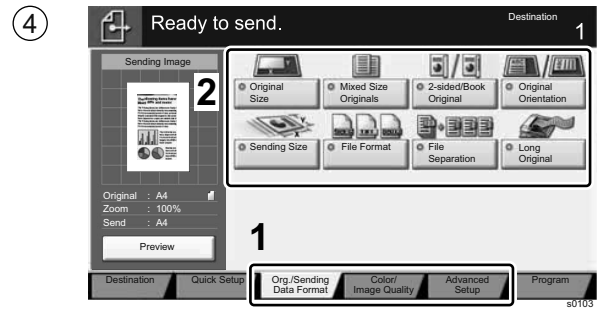 4
Ready to send.
Destination
1
Sending Image
2
Original
Size
Mixed Size
Originals
2-sided/Book
Original
Original
Orientation
Sending Size
File Format
File
Separation
Long
Original
Original : A4
Zoom : 100%
Send : A4
Preview
1
Destination
Quick Setup
Org./Sending
Data Format
Color/
Image Quality
Advanced
Setup
Program
s0103